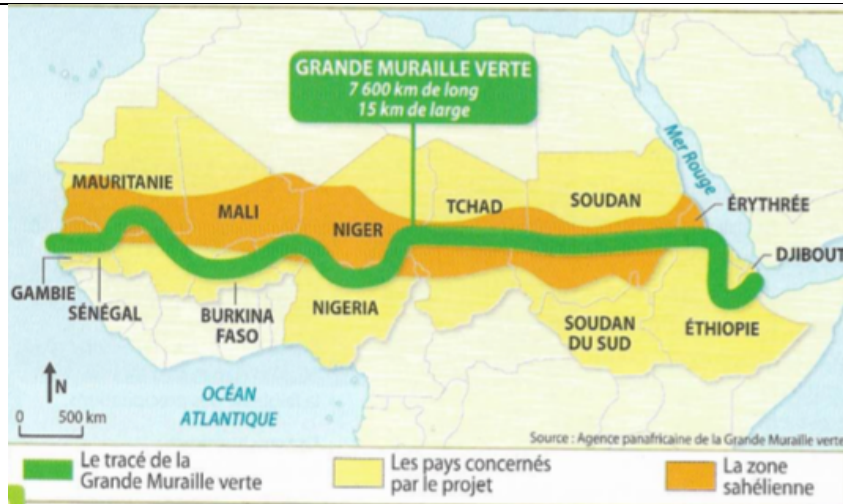 GRANDE MURAILLE VERTE
7 600 km de long
15 km de large
Mer Rouge
MAURITANIE
MALI
NIGER
TCHAD
SOUDAN
ÉRYTHRÉE
DJIBOUT
GAMBIE
SÉNÉGAL
BURKINA
FASO
NIGERIA
SOUDAN
DU SUD
ÉTHIOPIE
N
OCÉAN
ATLANTIQUE
0 500 km
Source : Agence panafricaine de la Grande Muraille verte
Le tracé de la
Grande Muraille verte
Les pays concernés
par le projet
La zone
sahélienne